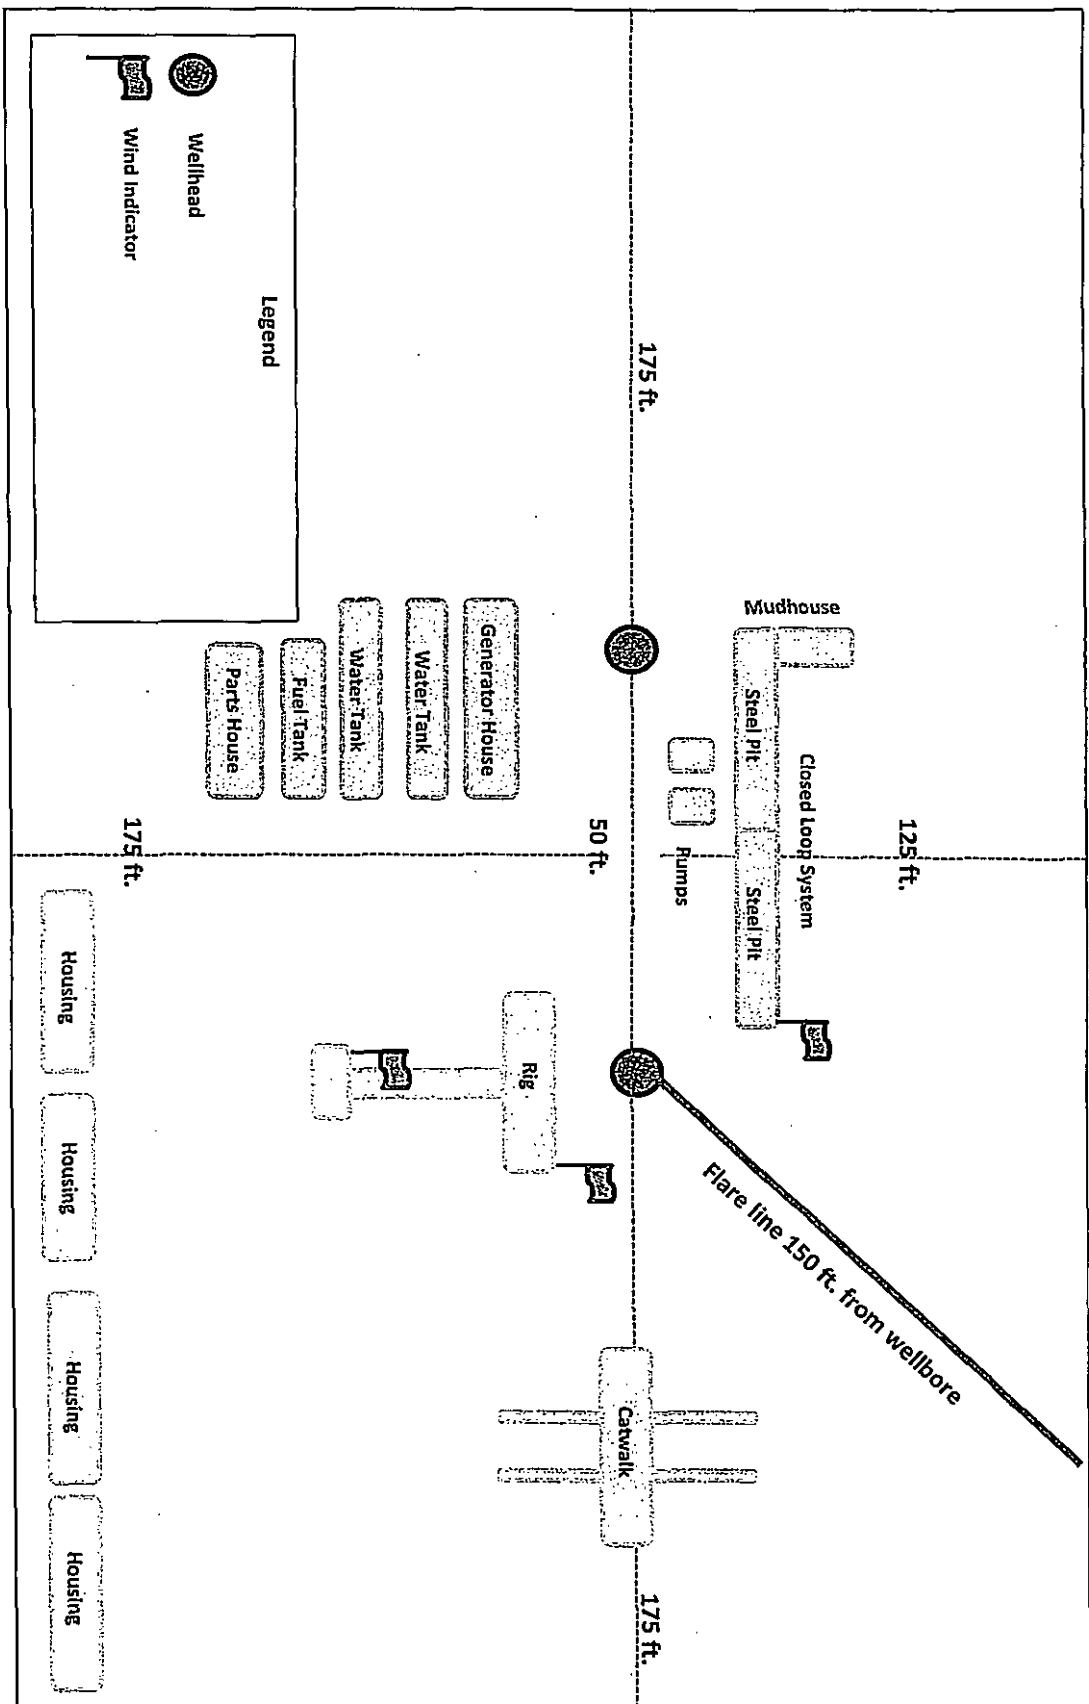 125 ft.
Closed Loop System
Mudhouse
Steel Pit
Steel Pit
Flare line 150 ft. from wellbore
Pumps
175 ft.
175 ft.
Catwalk
50 ft.
Rig
Generator House
Water Tank
Water Tank
Fuel Tank
Parts House
Legend
Wellhead
Wind Indicator
175 ft.
Housing
Housing
Housing
Housing